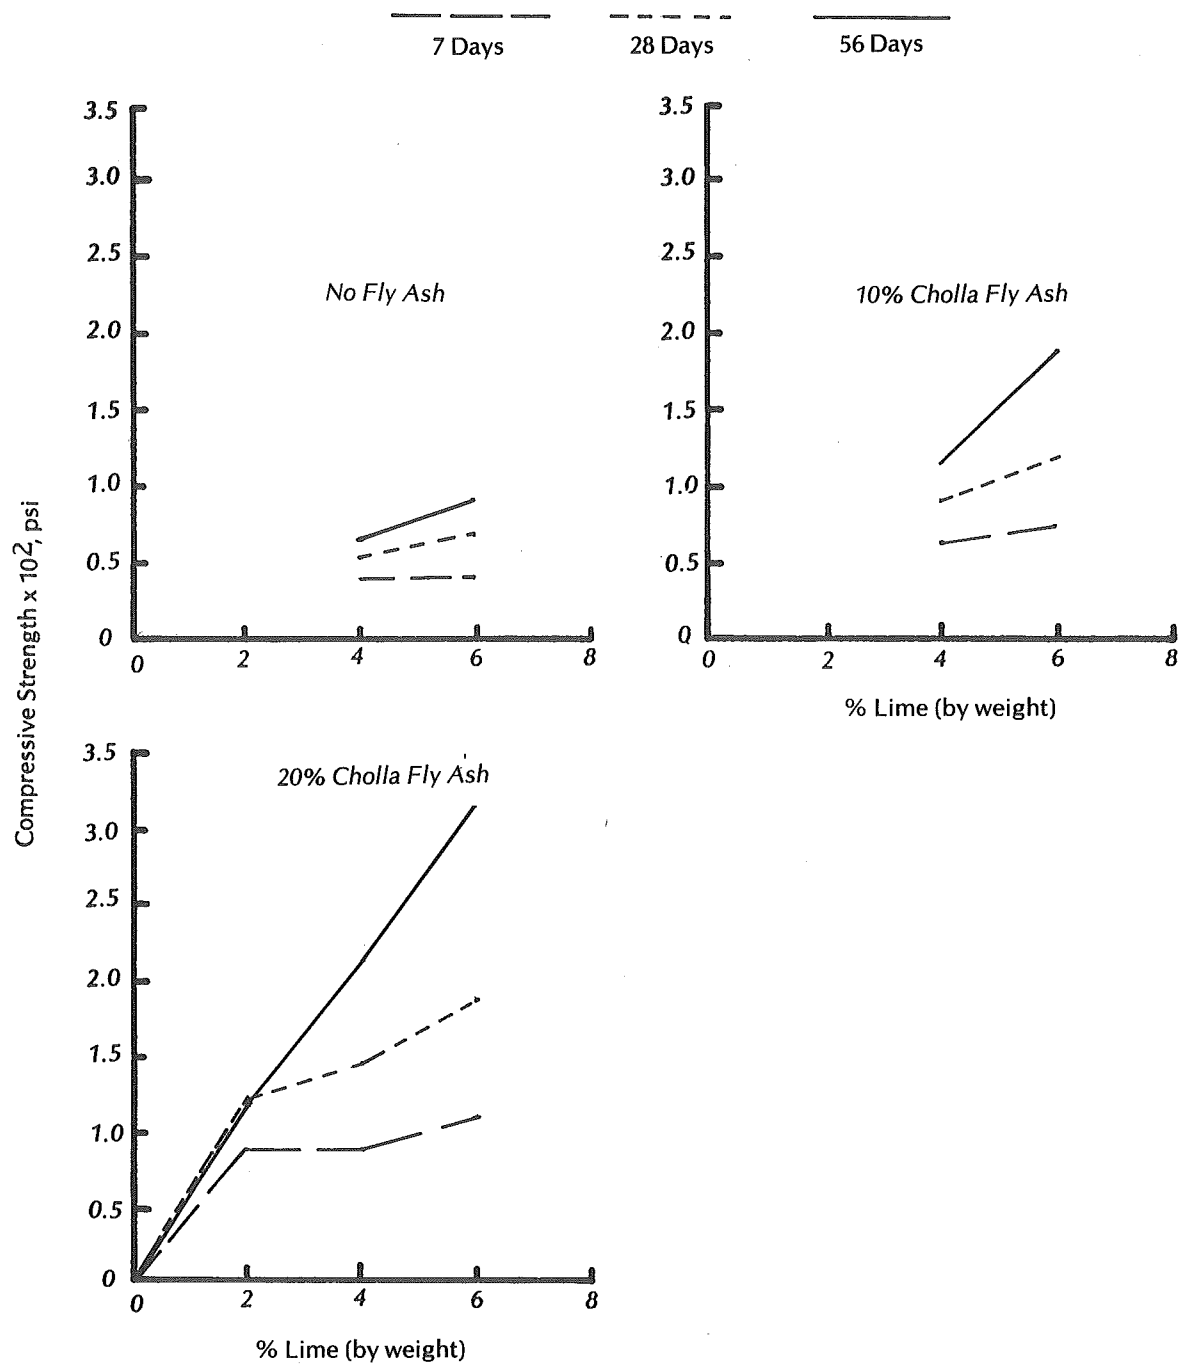 7 Days 28 Days 56 Days
3.5
3.0
2.5
2.0
1.5
1.0
0.5
0
0 2 4 6 8
No Fly Ash
3.5
3.0
2.5
2.0
1.5
1.0
0.5
0
0 2 4 6 8
10% Cholla Fly Ash
% Lime (by weight)
Compressive Strength x 10², psi
3.5
3.0
2.5
2.0
1.5
1.0
0.5
0
0 2 4 6 8
20% Cholla Fly Ash
% Lime (by weight)